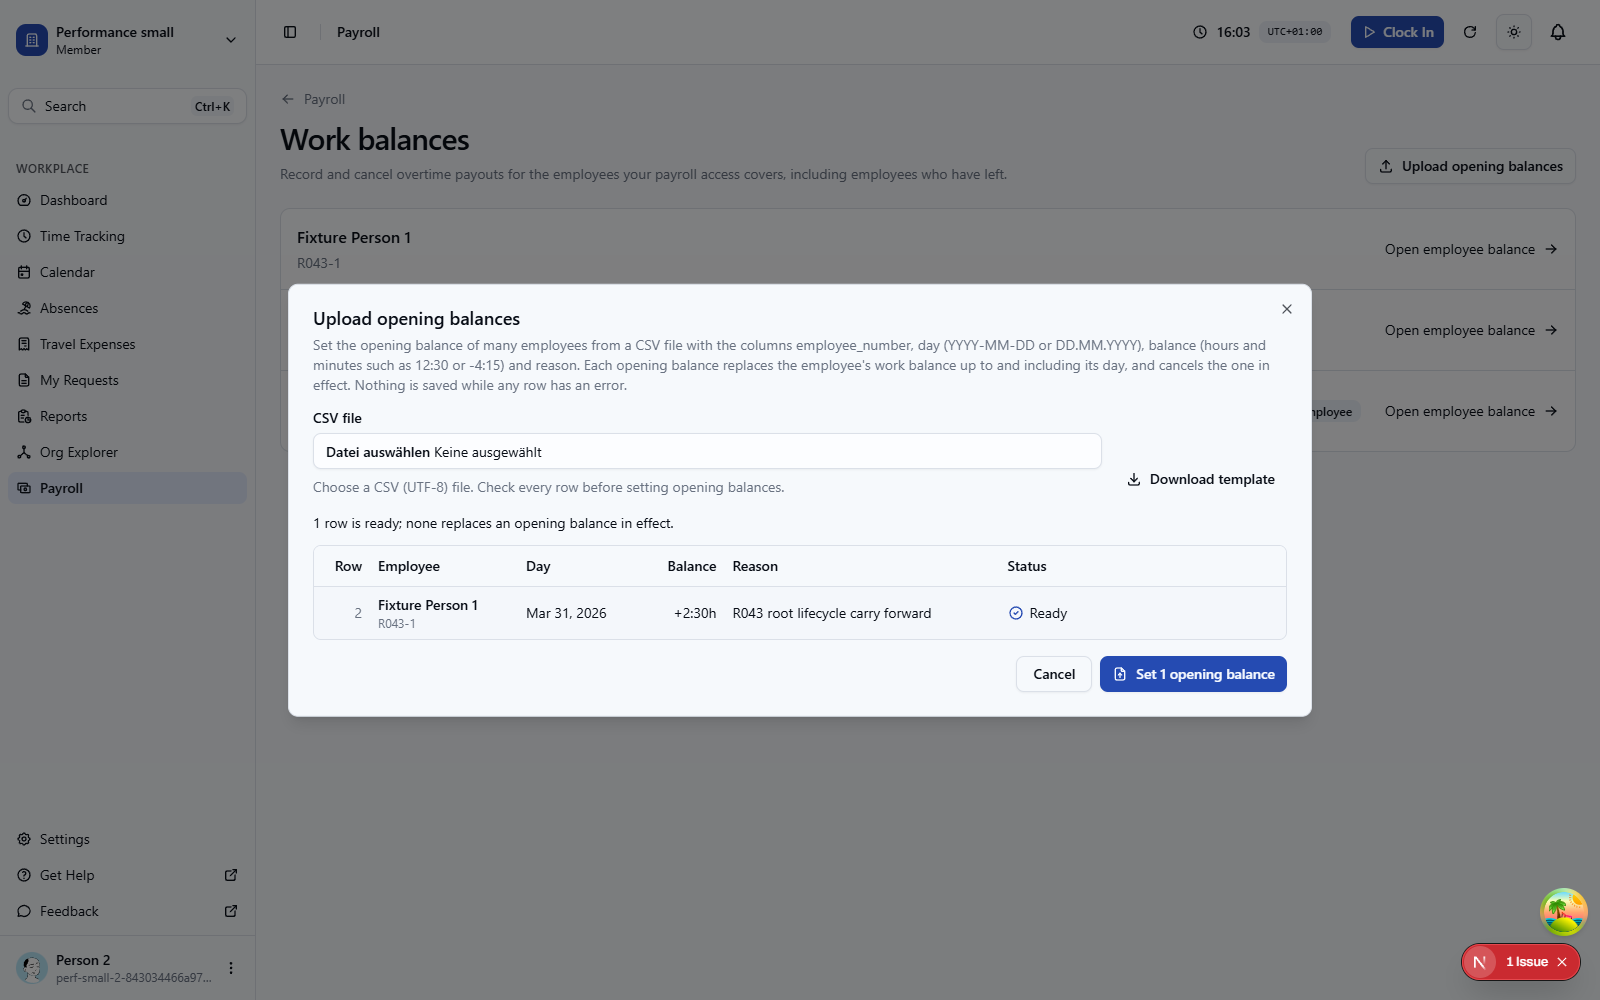 Performance small
Member
Search
Ctrl+K
WORKPLACE
Dashboard
Time Tracking
Calendar
Absences
Travel Expenses
My Requests
Reports
Org Explorer
Payroll
Settings
Get Help
Feedback
Person 2
perf-small-2-843034466a97...
Payroll
16:03
UTC+01:00
Clock In
Payroll
Work balances
Record and cancel overtime payouts for the employees your payroll access covers, including employees who have left.
Upload opening balances
Fixture Person 1
R043-1
Open employee balance
Open employee balance
Open employee balance
Upload opening balances
Set the opening balance of many employees from a CSV file with the columns employee_number, day (YYYY-MM-DD or DD.MM.YYYY), balance (hours and
minutes such as 12:30 or -4:15) and reason. Each opening balance replaces the employee's work balance up to and including its day, and cancels the one in
effect. Nothing is saved while any row has an error.
CSV file
Datei auswählen Keine ausgewählt
Choose a CSV (UTF-8) file. Check every row before setting opening balances.
Download template
1 row is ready; none replaces an opening balance in effect.
Row Employee Day Balance Reason Status
2 Fixture Person 1 Mar 31, 2026 +2:30h R043 root lifecycle carry forward Ready
R043-1
Cancel
Set 1 opening balance
N
1 Issue